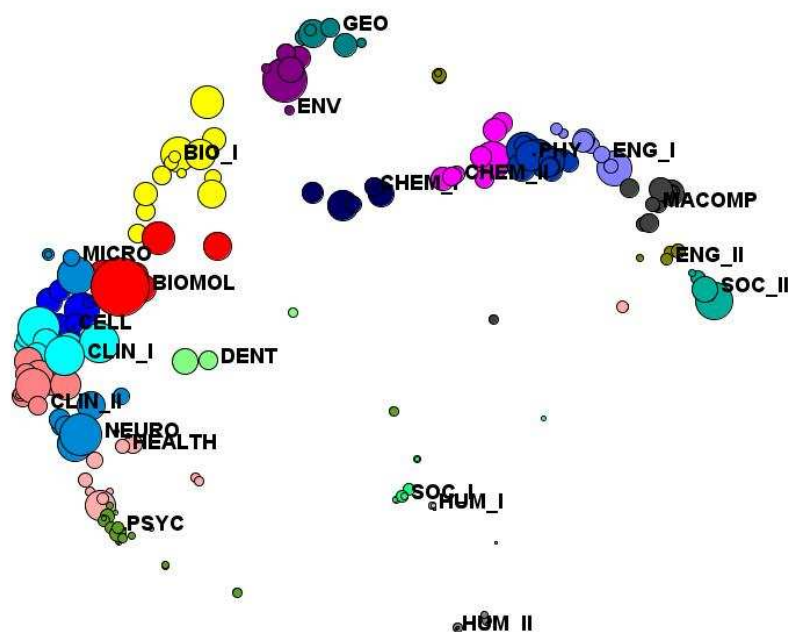 GEO
ENV
BIO_I
PHY
ENG_I
CHEM_I
CHEM_II
MACOMP
MICRO
ENG_II
BIOMOL
SOC_II
CELL
CLIN_I
DENT
CLIN_II
NEURO
HEALTH
SOC_I
HUM_I
PSYC
HUM_II